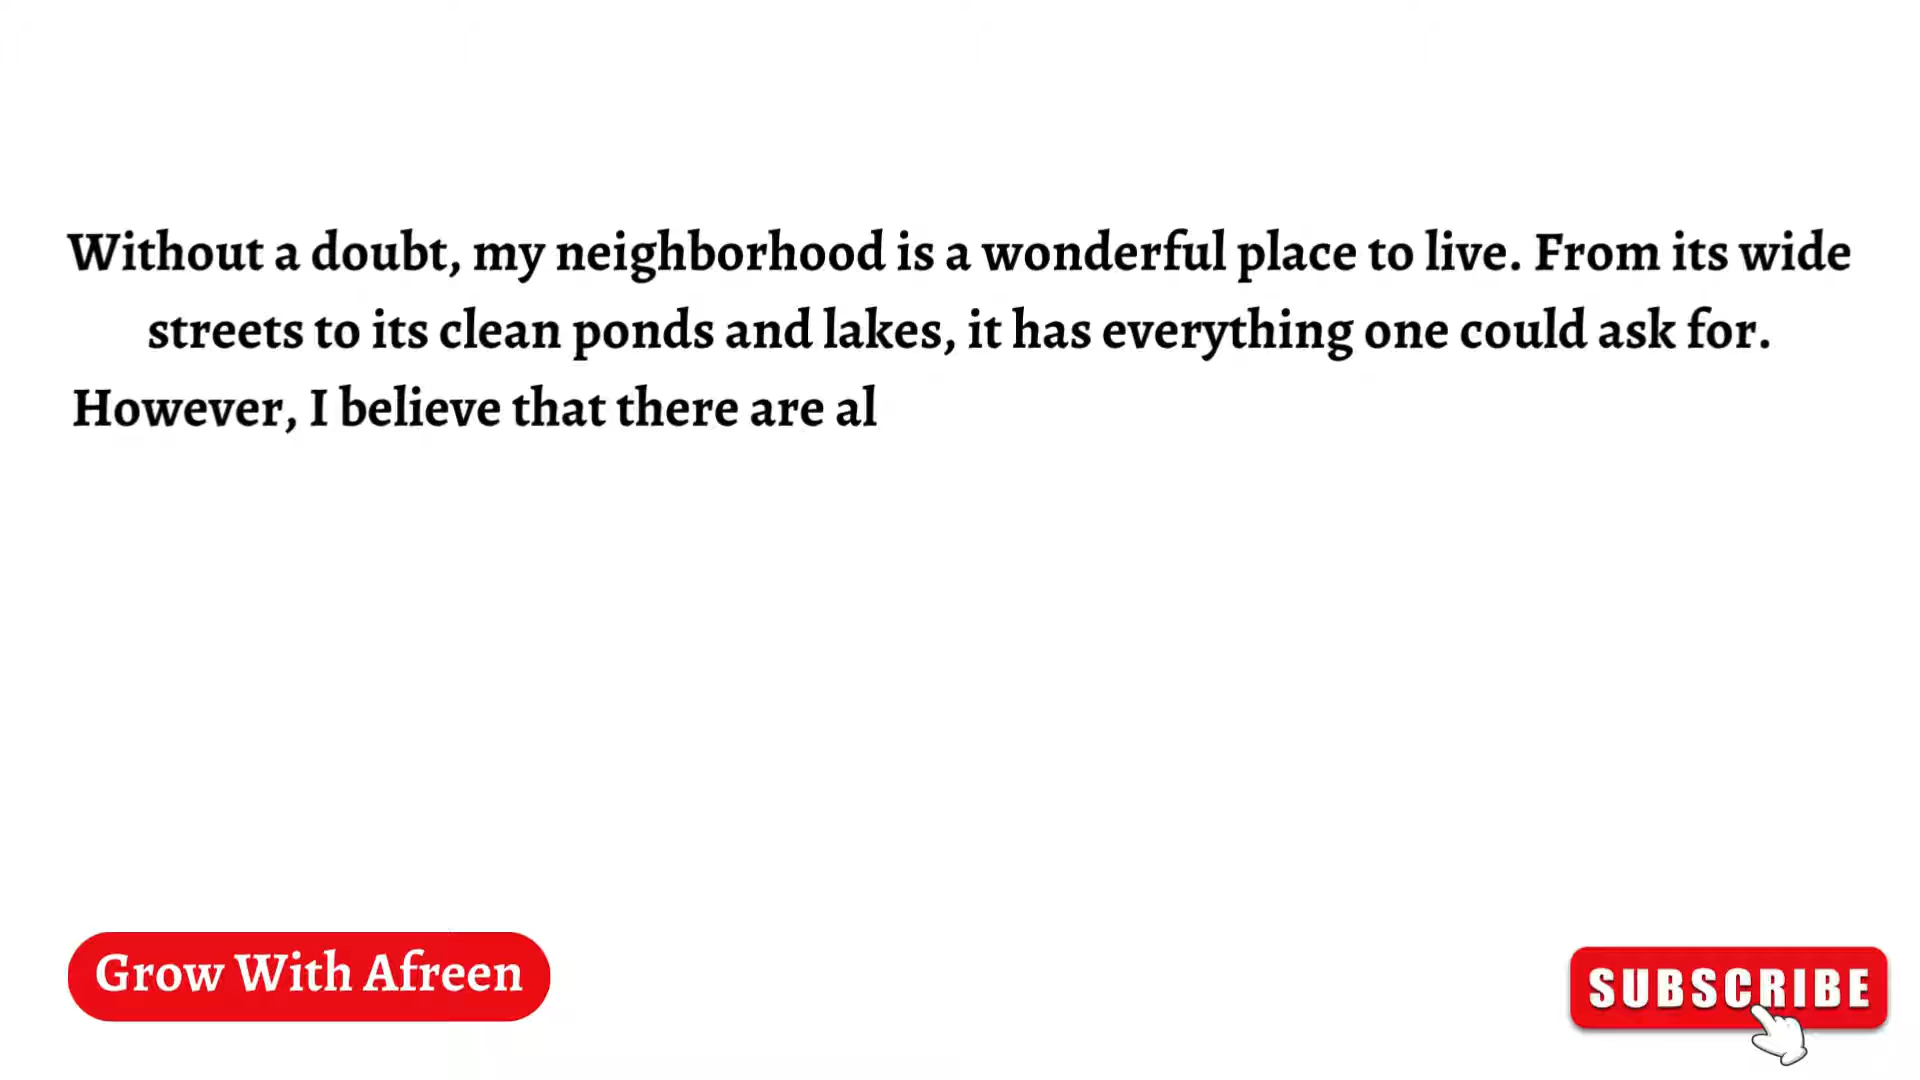 Without a doubt, my neighborhood is a wonderful place to live. From its wide
streets to its clean ponds and lakes, it has everything one could ask for.
However, I believe that there are al
Grow With Afreen
SUBSCRIBE